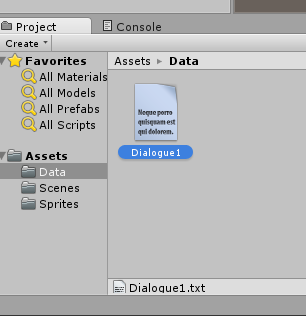 Project
Console
Create
Favorites
All Materials
All Models
All Prefabs
All Scripts
Assets
Data
Scenes
Sprites
Assets Data
Neque porro
quisquam est
qui dolorem.
Dialogue1
Dialogue1.txt